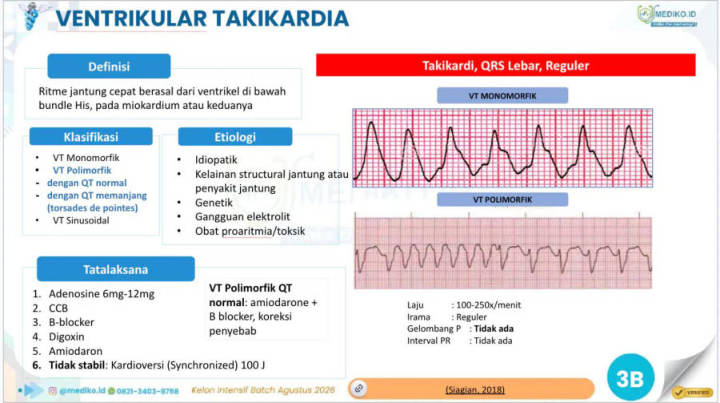 VENTRIKULAR TAKIKARDIA
MEDIKO.ID
Definisi
Ritme jantung cepat berasal dari ventrikel di bawah
bundle His, pada miokardium atau keduanya
Klasifikasi
• VT Monomorfik
• VT Polimorfik
- dengan QT normal
- dengan QT memanjang
(torsades de pointes)
• VT Sinusoidal
Etiologi
• Idiopatik
• Kelainan structural jantung atau
penyakit jantung
• Genetik
• Gangguan elektrolit
• Obat proaritmia/toksik
Tatalaksana
1. Adenosine 6mg-12mg
2. CCB
3. B-blocker
4. Digoxin
5. Amiodaron
6. Tidak stabil: Kardioversi (Synchronized) 100 J
VT Polimorfik QT
normal: amiodarone +
B blocker, koreksi
penyebab
Takikardi, QRS Lebar, Reguler
VT MONOMORFIK
VT POLIMORFIK
Laju : 100-250x/menit
Irama : Reguler
Gelombang P : Tidak ada
Interval PR : Tidak ada
3B
@mediko.id 0821-3403-9768 Kelon Intensif Batch Agustus 2026
(Siagian, 2018)